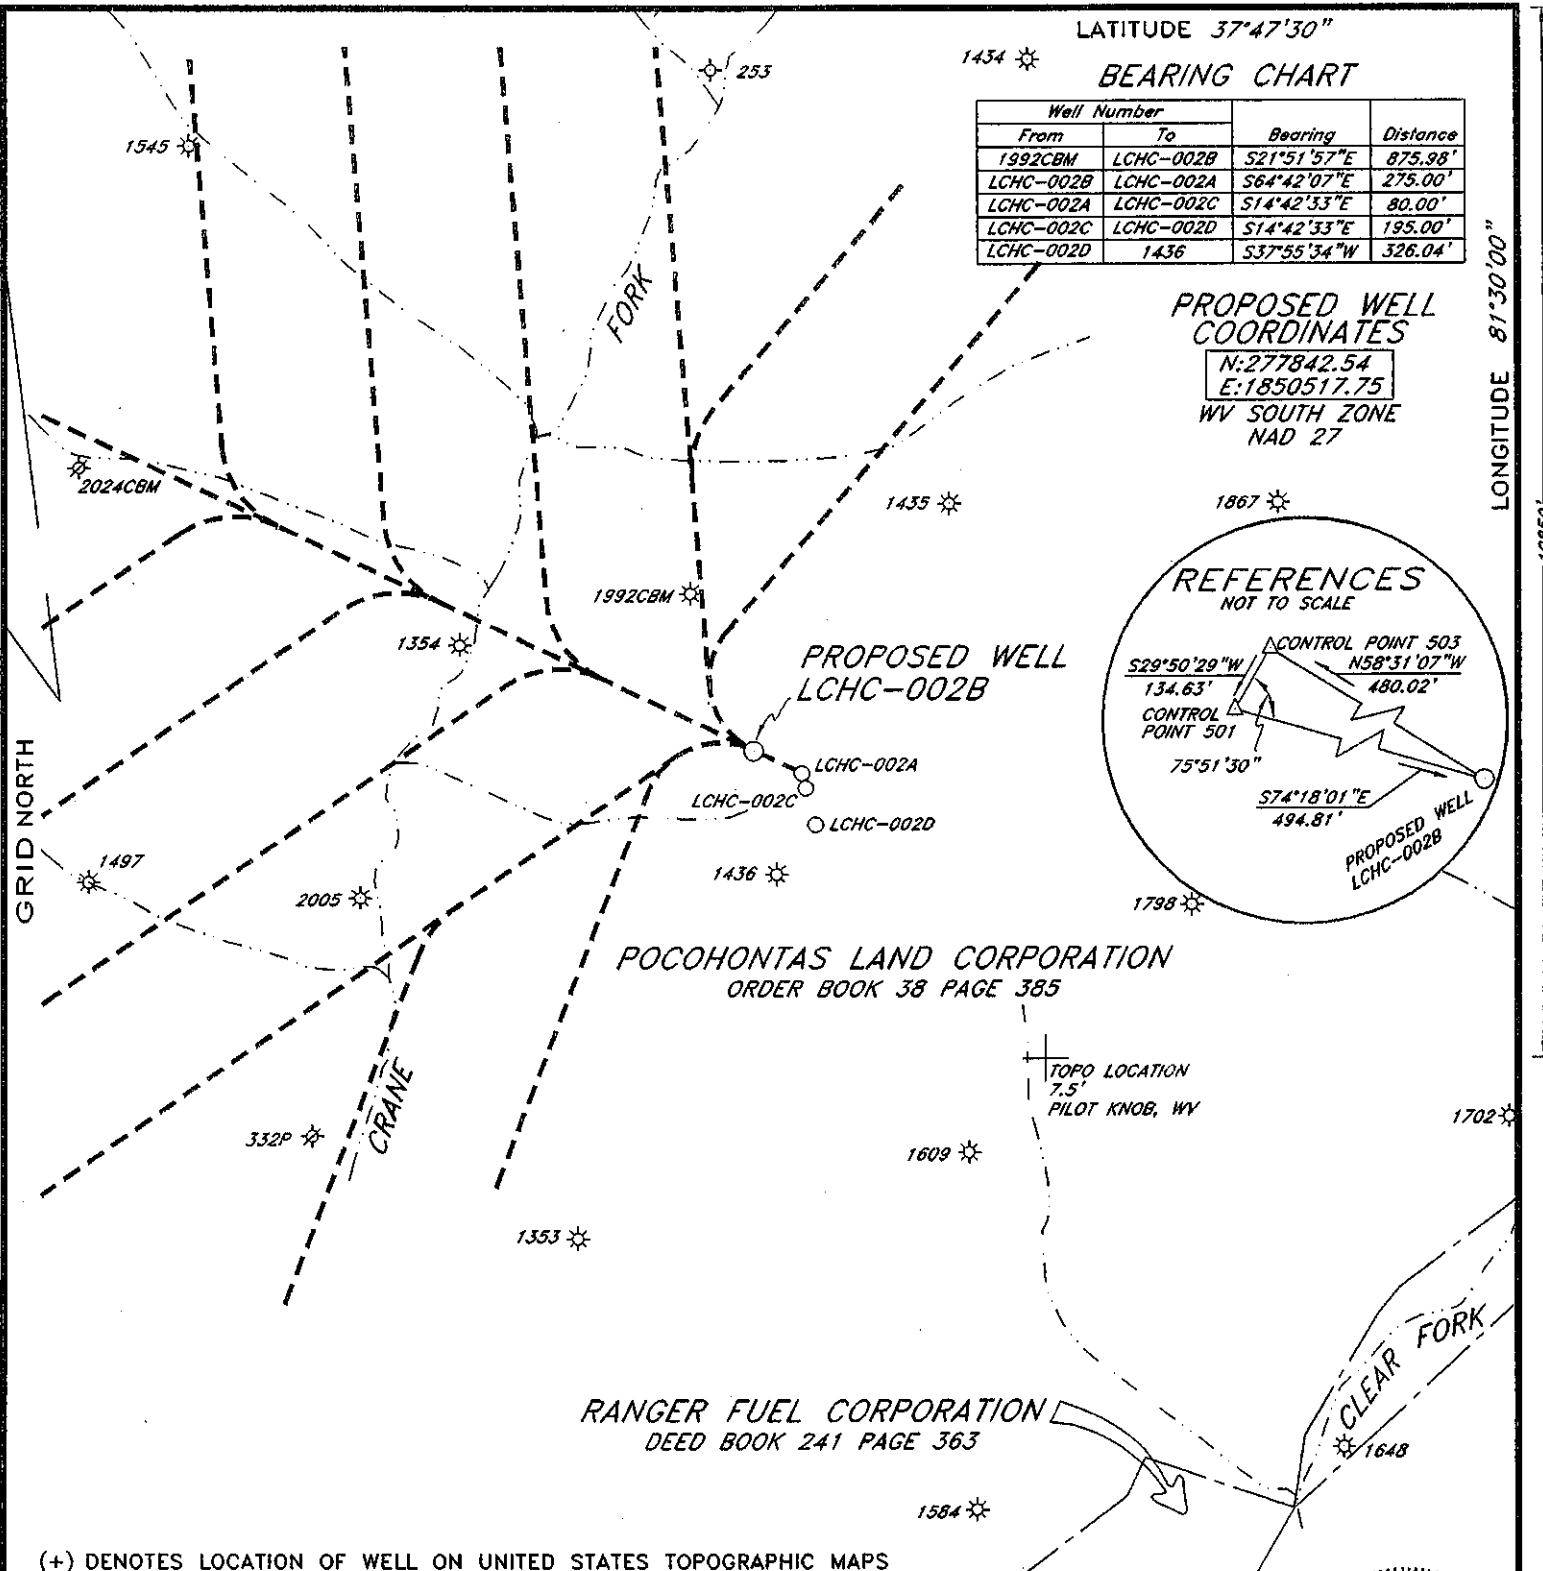 LATITUDE 37°47'30"
1434
253
BEARING CHART
Well Number
From To Bearing Distance
1992CBM LCHC-002B S21°51'57"E 875.98'
LCHC-002B LCHC-002A S64°42'07"E 275.00'
LCHC-002A LCHC-002C S14°42'33"E 80.00'
LCHC-002C LCHC-002D S14°42'33"E 195.00'
LCHC-002D 1436 S37°55'34"W 326.04'
1545
FORK
LONGITUDE 81°30'00"
PROPOSED WELL
COORDINATES
N:277842.54
E:1850517.75
WV SOUTH ZONE
NAD 27
2024CBM
1435
1867
REFERENCES
NOT TO SCALE
CONTROL POINT 503
S29°50'29"W
134.63'
N58°31'07"W
480.02'
CONTROL
POINT 501
75°51'30"
S74°18'01"E
494.81'
PROPOSED WELL
LCHC-002B
1992CBM
1354
PROPOSED WELL
LCHC-002B
GRID NORTH
LCHC-002A
LCHC-002C
LCHC-002D
1497
2005
1436
1798
POCOHONTAS LAND CORPORATION
ORDER BOOK 38 PAGE 385
TOPO LOCATION
7.5'
PILOT KNOB, WV
CRANE
332P
1702
1609
1353
CLEAR FORK
RANGER FUEL CORPORATION
DEED BOOK 241 PAGE 363
1648
1584
(+) DENOTES LOCATION OF WELL ON UNITED STATES TOPOGRAPHIC MAPS